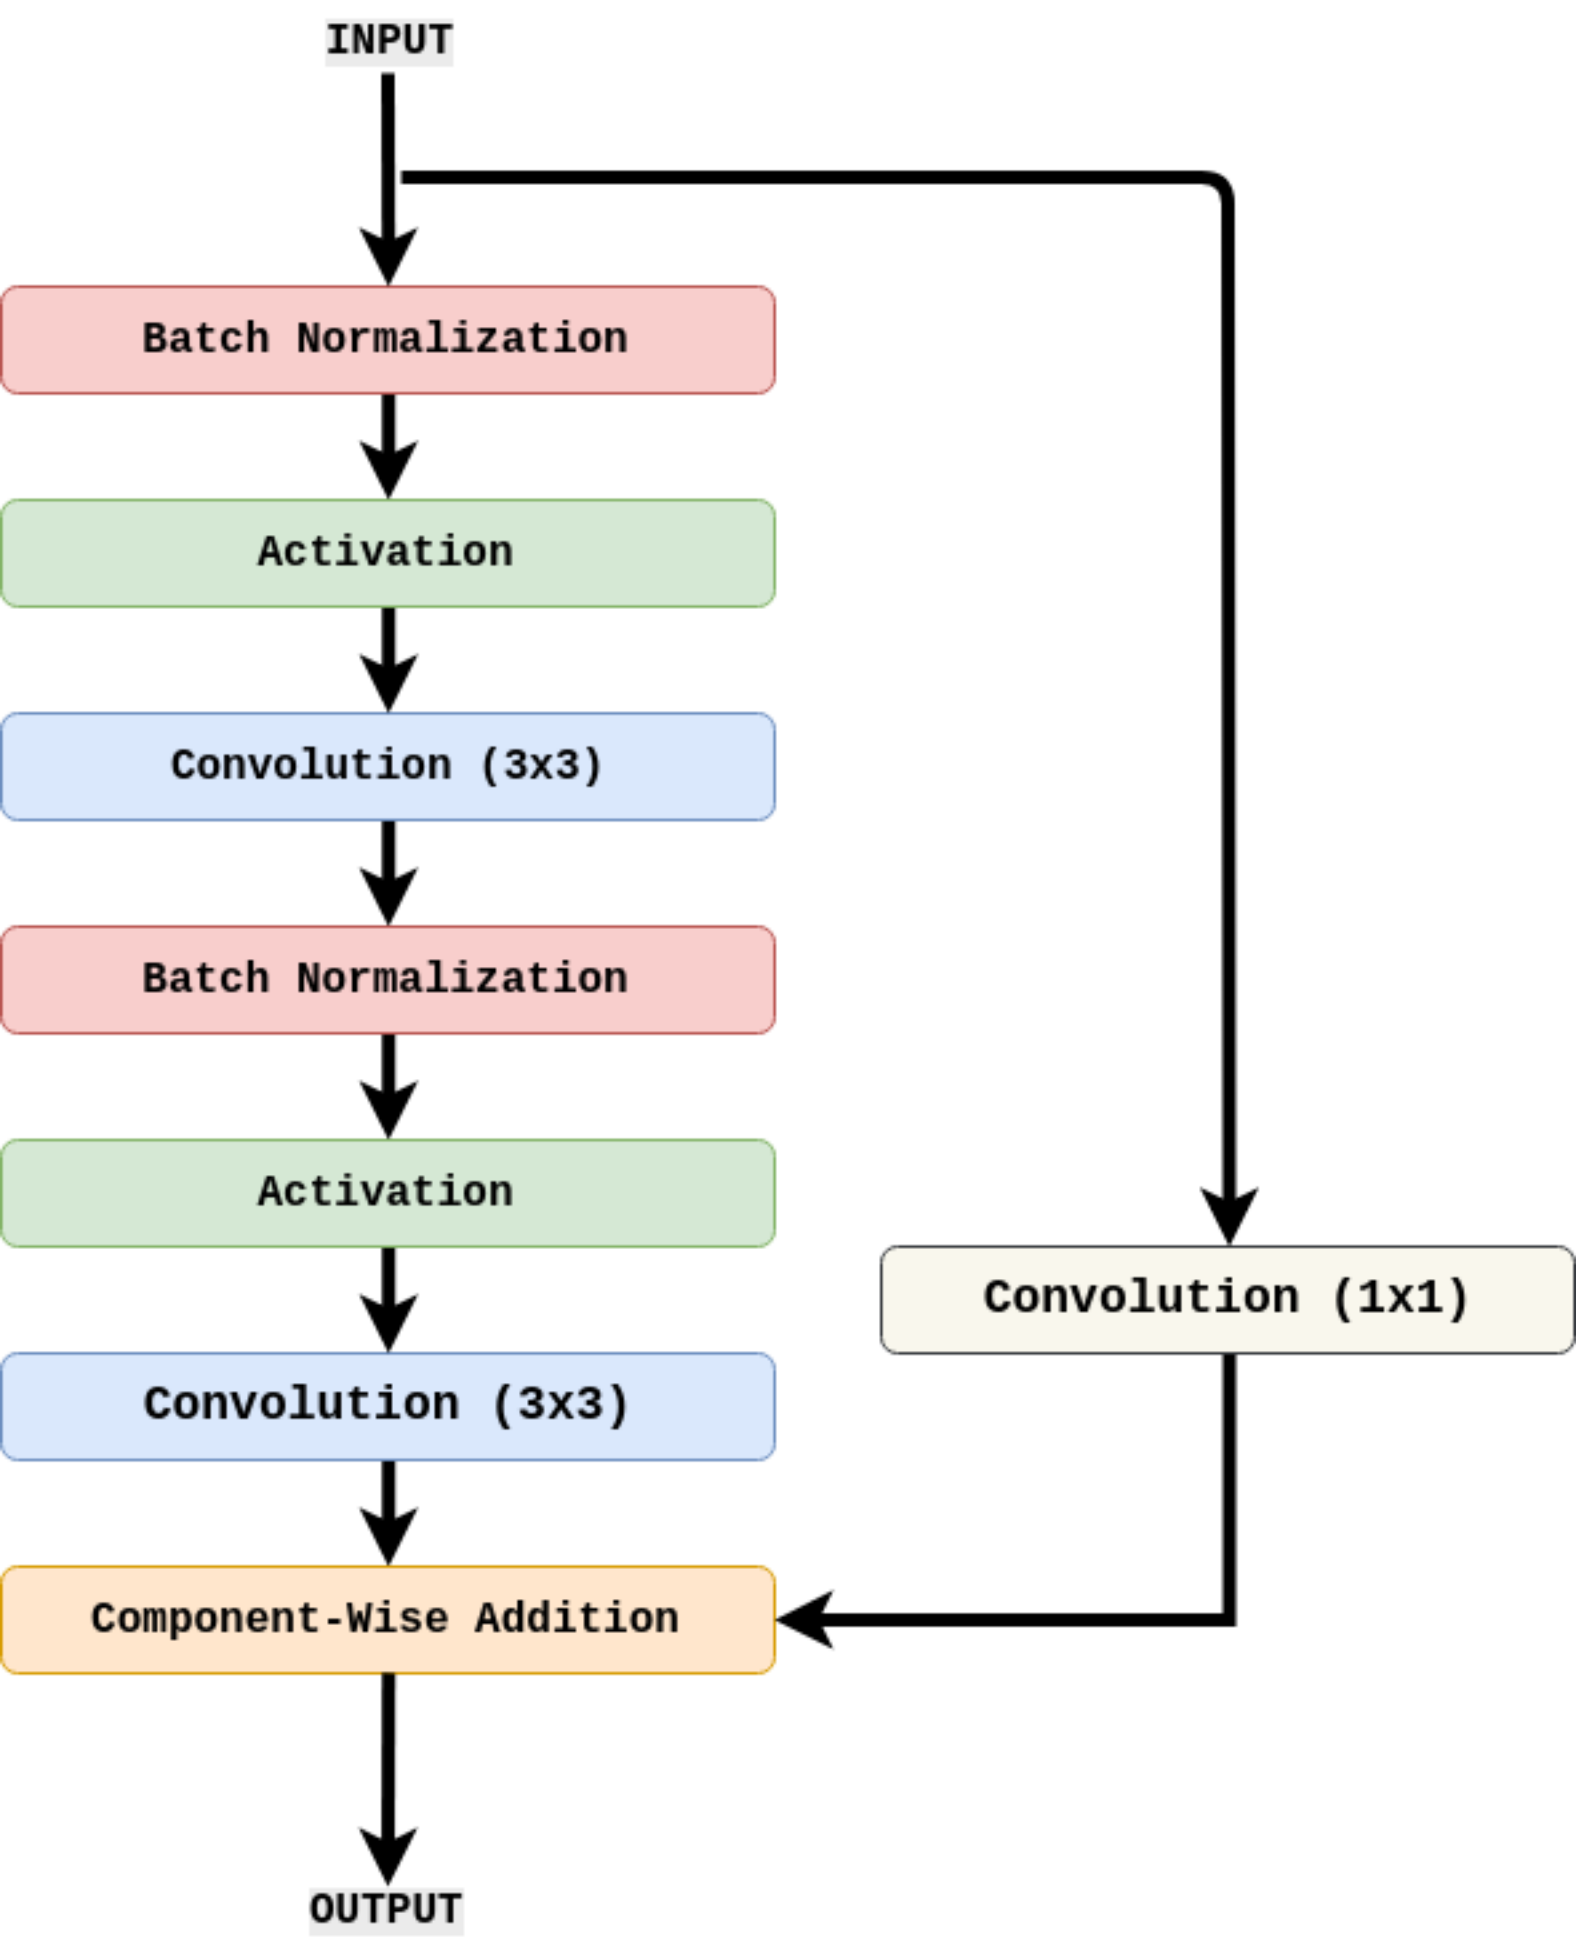 INPUT
Batch Normalization
Activation
Convolution (3x3)
Batch Normalization
Activation
Convolution (1x1)
Convolution (3x3)
Component-Wise Addition
OUTPUT